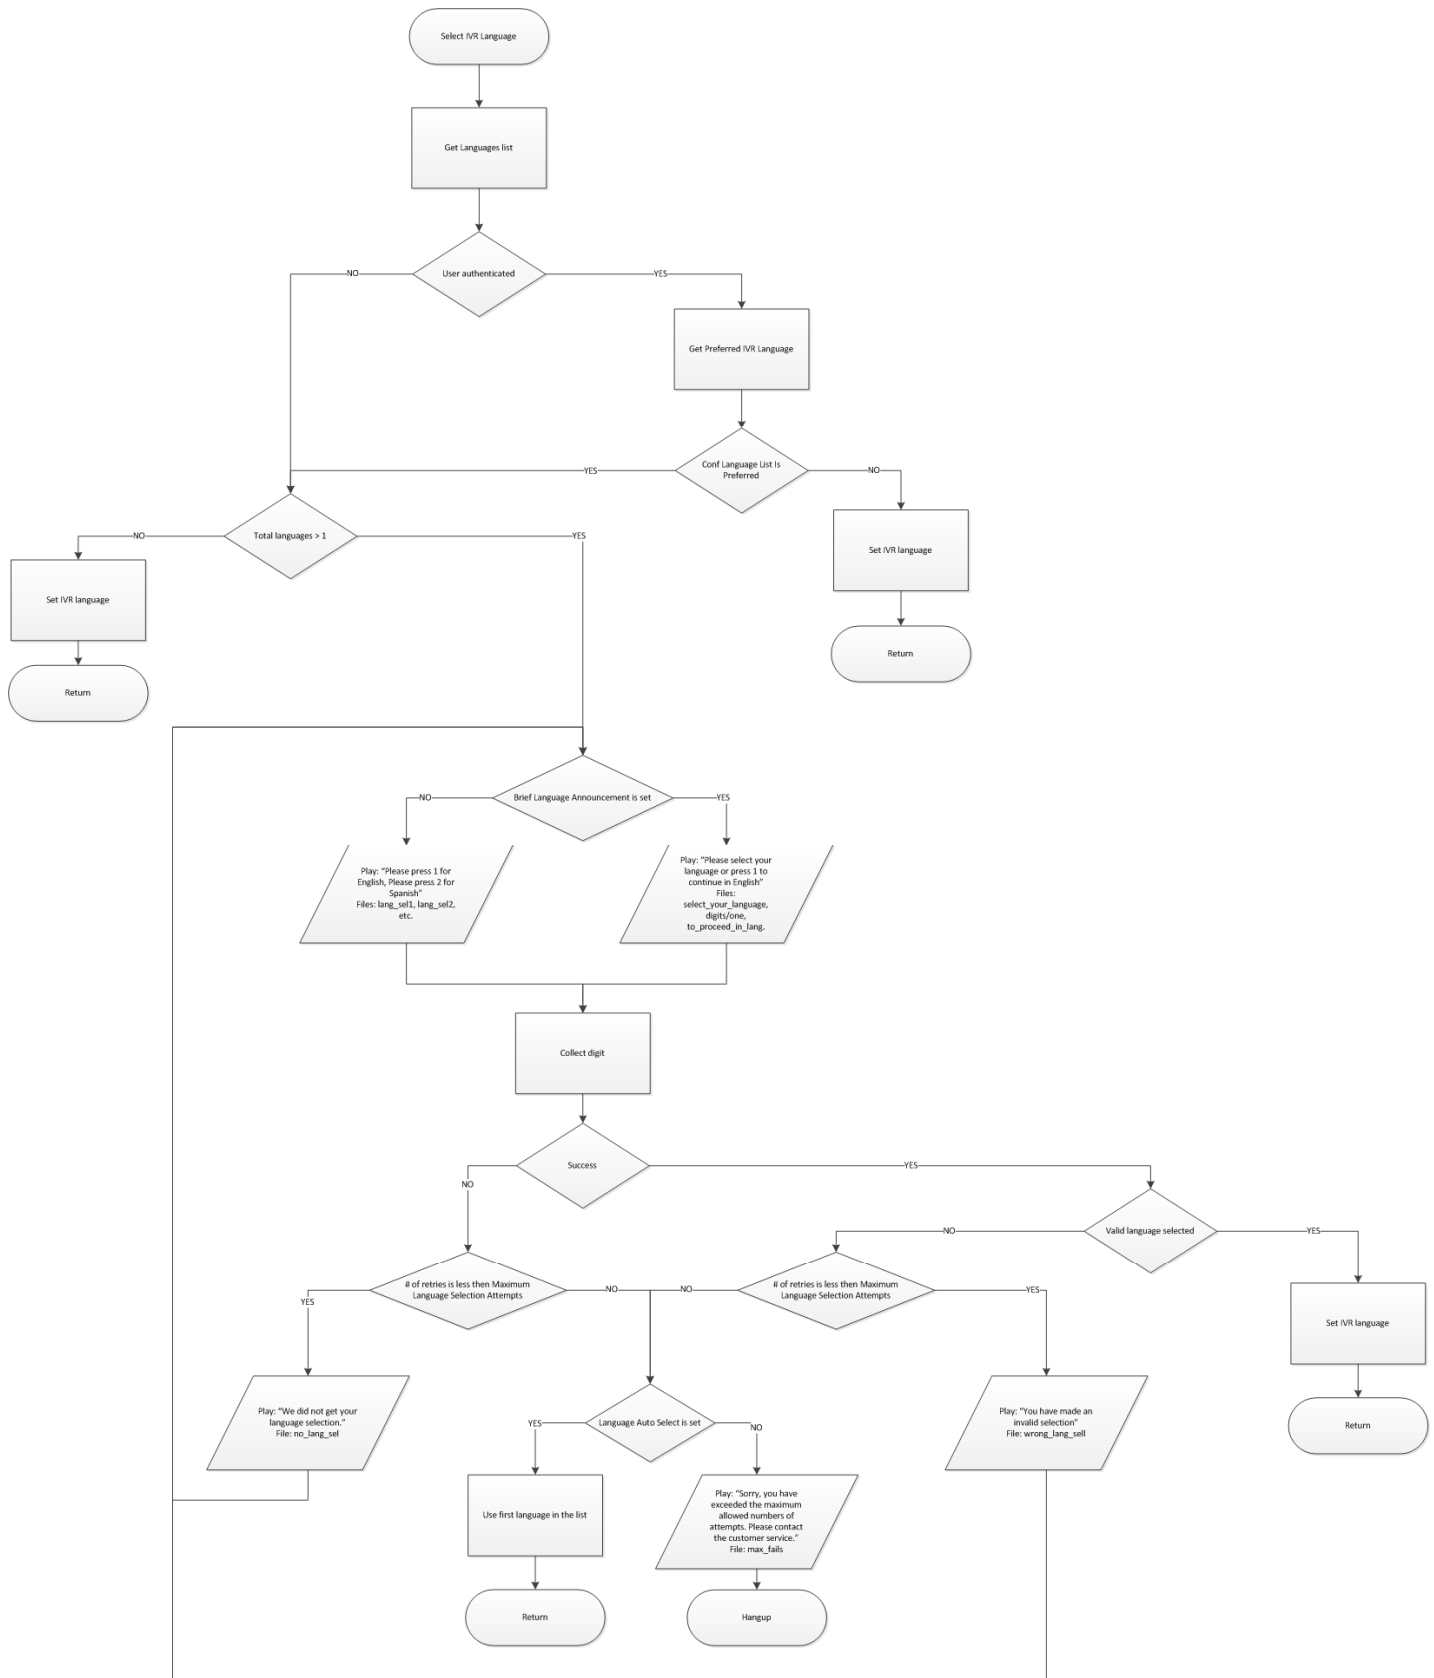 Select IVR Language
Get Languages list
User authenticated
NO
YES
Get Preferred IVR Language
Conf Language List Is
Preferred
YES
NO
Total languages > 1
NO
YES
Set IVR language
Set IVR language
Return
Return
Brief Language Announcement is set
NO
YES
Play: “Please press 1 for
English, Please press 2 for
Spanish”
Files: lang_sel1, lang_sel2,
etc.
Play: “Please select your
language or press 1 to
continue in English”
Files:
select_your_language,
digits/one,
to_proceed_in_lang.
Collect digit
Success
NO
YES
Valid language selected
NO
YES
# of retries is less then Maximum
Language Selection Attempts
YES
NO
# of retries is less then Maximum
Language Selection Attempts
NO
YES
Set IVR language
Return
Play: “We did not get your
language selection.”
File: no_lang_sel
Language Auto Select is set
YES
NO
Play: “You have made an
invalid selection”
File: wrong_lang_sell
Use first language in the list
Play: “Sorry, you have
exceeded the maximum
allowed numbers of
attempts. Please contact
the customer service.”
File: max_fails
Return
Hangup